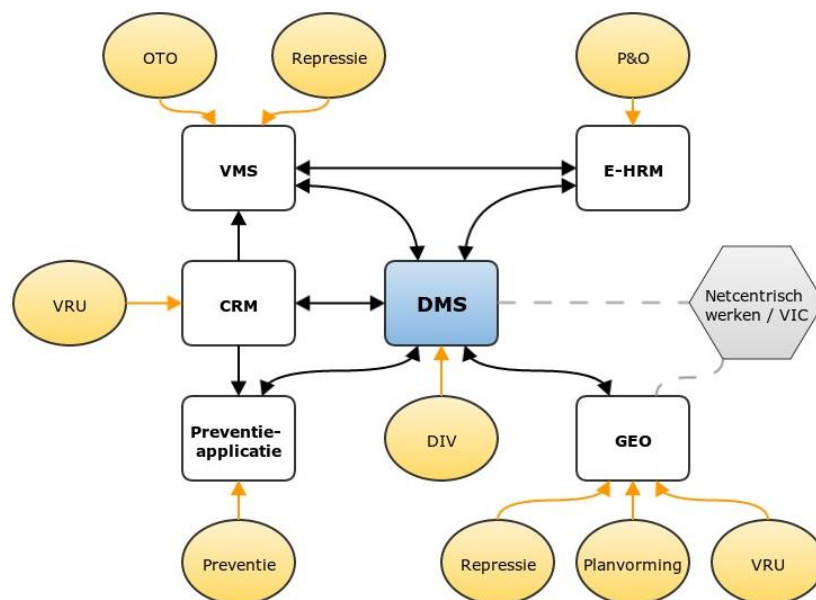 OTO
Repressie
P&O
VMS
E-HRM
VRU
CRM
DMS
Netcentrisch
werken / VIC
Preventie-
applicatie
DIV
GEO
Preventie
Repressie
Planvorming
VRU